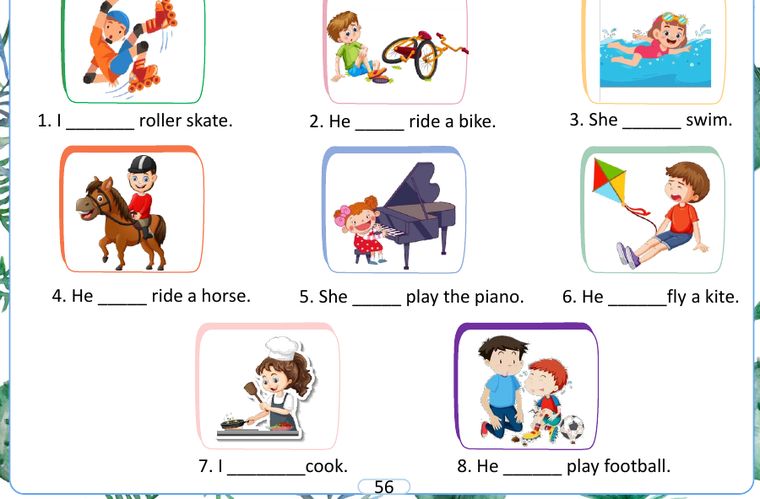 1. I _______ roller skate.
2. He _____ ride a bike.
3. She ______ swim.
4. He _____ ride a horse.
5. She _____ play the piano.
6. He ______fly a kite.
7. I ________cook.
8. He ______ play football.
56